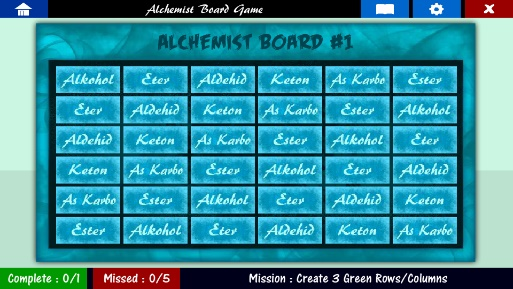 Alchemist Board Game
ALCHEMIST BOARD #1
Alkohol Eter Aldehid Keton As Karbo Ester
Eter Aldehid Keton As Karbo Ester Alkohol
Aldehid Keton As Karbo Ester Alkohol Eter
Keton As Karbo Ester Alkohol Eter Aldehid
As Karbo Ester Alkohol Eter Aldehid Keton
Ester Alkohol Eter Aldehid Keton As Karbo
Complete : 0/1 Missed : 0/5 Mission : Create 3 Green Rows/Columns